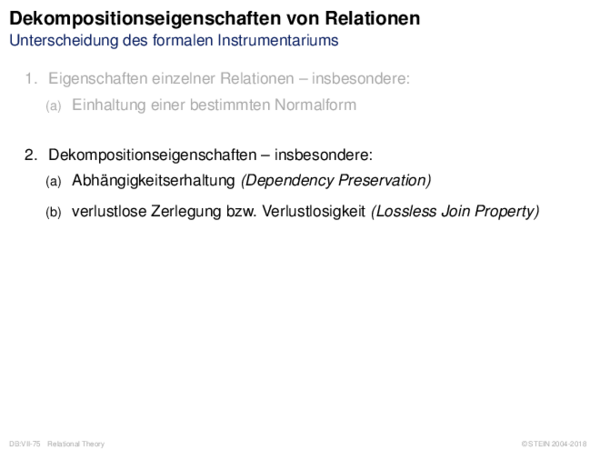 Dekompositionseigenschaften von Relationen
Unterscheidung des formalen Instrumentariums
1. Eigenschaften einzelner Relationen – insbesondere:
(a) Einhaltung einer bestimmten Normalform
2. Dekompositionseigenschaften – insbesondere:
(a) Abhängigkeitserhaltung (Dependency Preservation)
(b) verlustlose Zerlegung bzw. Verlustlosigkeit (Lossless Join Property)
DB:VII-75 Relational Theory
© STEIN 2004-2018